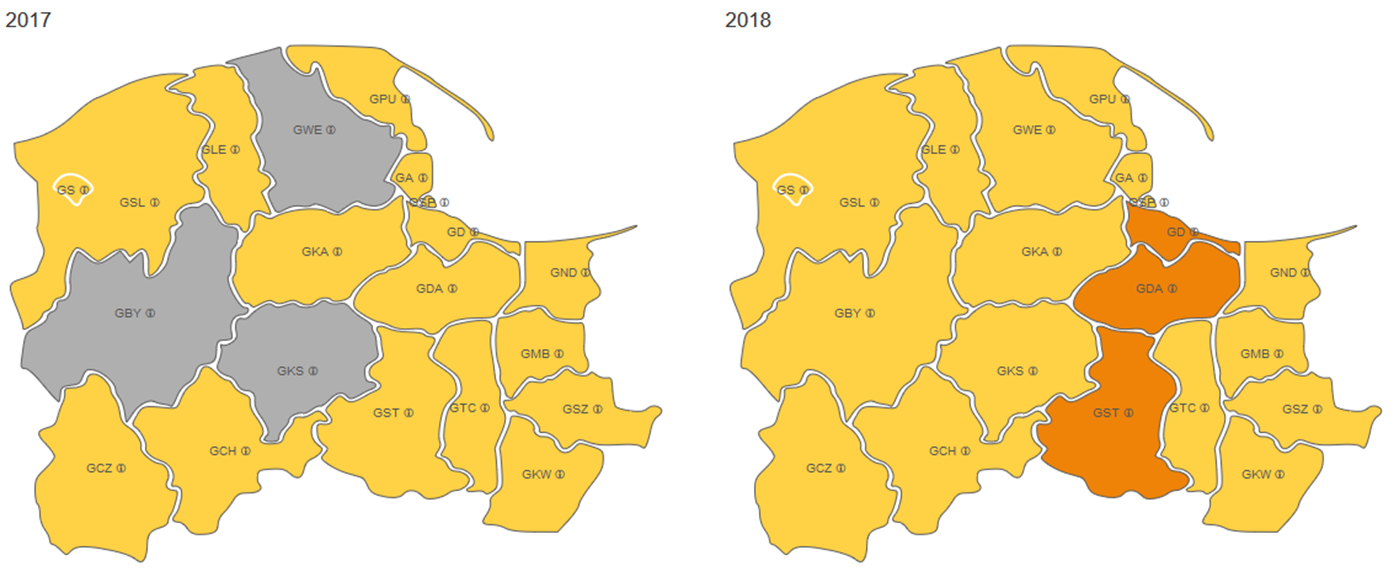 2017
2018
GPU ⓘ
GWE ⓘ
GLE ⓘ
GA ⓘ
GS ⓘ
GSL ⓘ
GSP ⓘ
GD ⓘ
GKA ⓘ
GND ⓘ
GDA ⓘ
GBY ⓘ
GMB ⓘ
GKS ⓘ
GTC ⓘ
GSZ ⓘ
GST ⓘ
GCH ⓘ
GCZ ⓘ
GKW ⓘ
GPU ⓘ
GWE ⓘ
GLE ⓘ
GA ⓘ
GS ⓘ
GSL ⓘ
GSP ⓘ
GD ⓘ
GKA ⓘ
GND ⓘ
GDA ⓘ
GBY ⓘ
GMB ⓘ
GKS ⓘ
GTC ⓘ
GSZ ⓘ
GST ⓘ
GCH ⓘ
GCZ ⓘ
GKW ⓘ